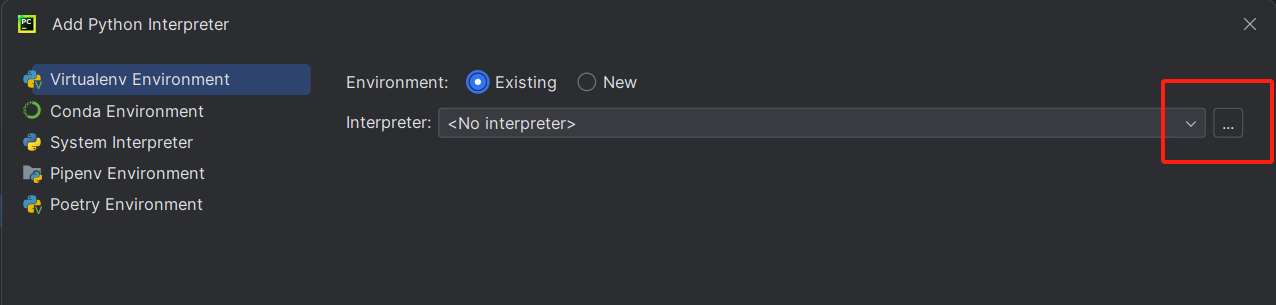 PC
Add Python Interpreter
Virtualenv Environment
Conda Environment
System Interpreter
Pipenv Environment
Poetry Environment
Environment: Existing New
Interpreter: <No interpreter> ...